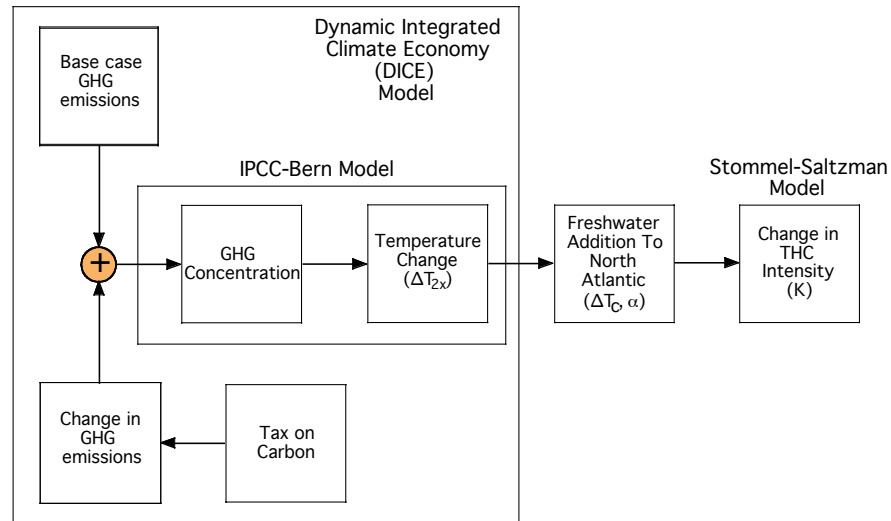 Dynamic Integrated
Climate Economy
(DICE)
Model
Base case
GHG
emissions
IPCC-Bern Model
Stommel-Saltzman
Model
+
GHG
Concentration
Temperature
Change
(ΔT2x)
Freshwater
Addition To
North
Atlantic
(ΔTC, α)
Change in
THC
Intensity
(K)
Change in
GHG
emissions
Tax on
Carbon